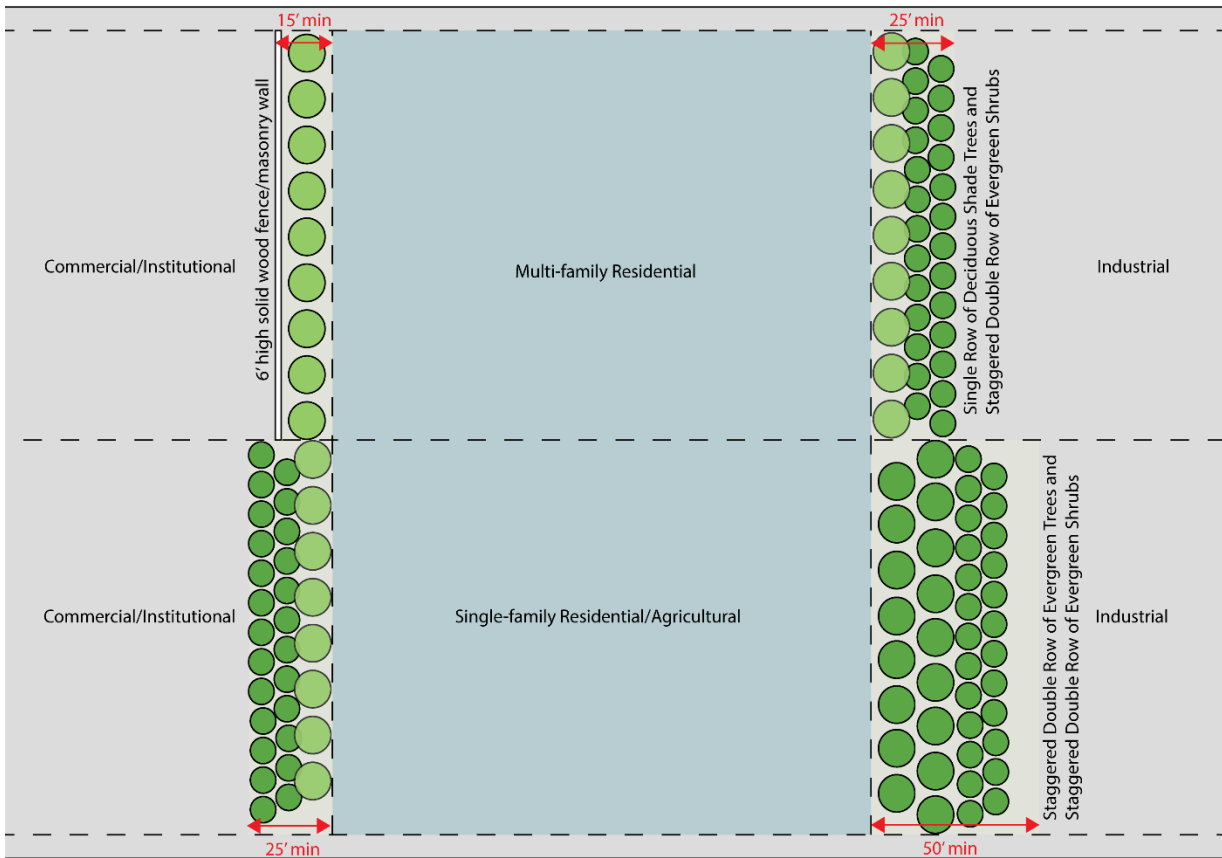 15’ min
25’ min
6’ high solid wood fence/masonry wall
Commercial/Institutional
Multi-family Residential
Single Row of Deciduous Shade Trees and
Staggered Double Row of Evergreen Shrubs
Industrial
Commercial/Institutional
Single-family Residential/Agricultural
Staggered Double Row of Evergreen Trees and
Staggered Double Row of Evergreen Shrubs
Industrial
25’ min
50’ min